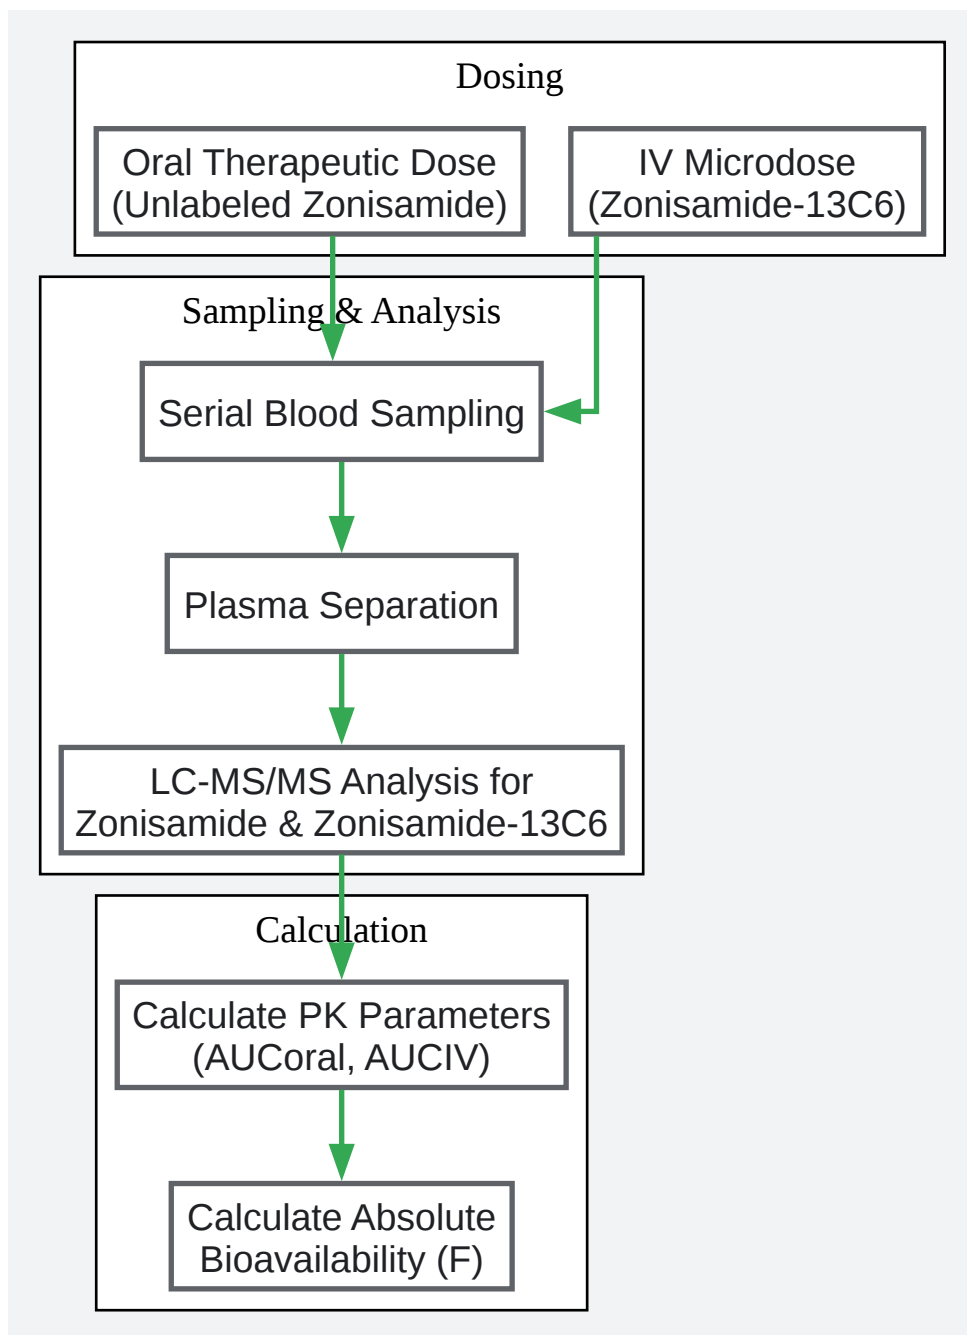 Dosing
Oral Therapeutic Dose
(Unlabeled Zonisamide)
IV Microdose
(Zonisamide-13C6)
Sampling & Analysis
Serial Blood Sampling
Plasma Separation
LC-MS/MS Analysis for
Zonisamide & Zonisamide-13C6
Calculation
Calculate PK Parameters
(AUCoral, AUCIV)
Calculate Absolute
Bioavailability (F)